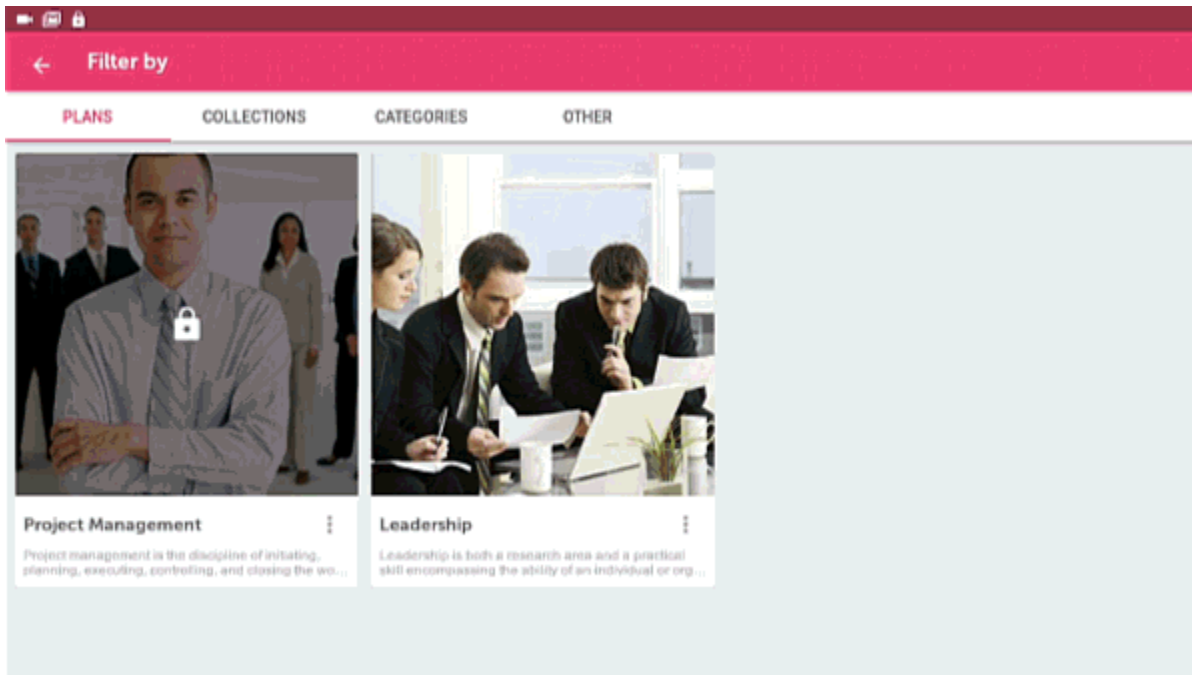 Filter by
PLANS
COLLECTIONS
CATEGORIES
OTHER
Project Management
Project management is the discipline of initiating,
planning, executing, controlling, and closing the wo...
Leadership
Leadership is both a research area and a practical
skill encompassing the ability of an individual or org...